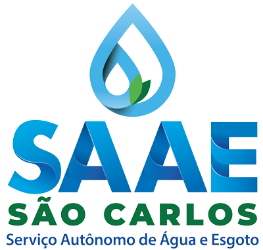 SAAE
SÃO CARLOS
Serviço Autônomo de Água e Esgoto